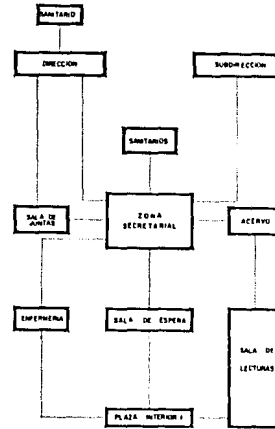 SANITARIO
DIRECCION
SUBDIRECCION
SANITARIOS
SALA DE
JUNTAS
ZONA
SECRETARIAL
ACERVO
ENFERMERIA
SALA DE ESPERA
SALA DE
LECTURAS
PLAZA INTERIOR